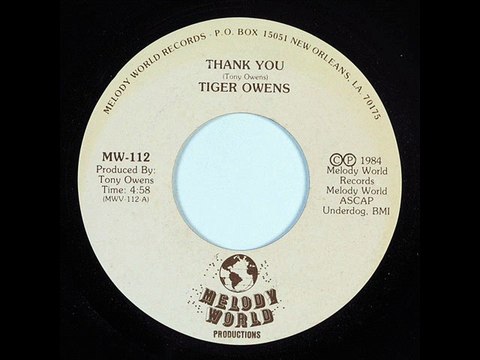 MELODY WORLD RECORDS - P.O. BOX 15051 NEW ORLEANS, LA. 70175
THANK YOU
(Tony Owens)
TIGER OWENS
MW-112
Produced By:
Tony Owens
Time: 4:58
(MWV-112-A)
©℗ 1984
Melody World
Records
Melody World
ASCAP
Underdog, BMI
MELODY
WORLD
PRODUCTIONS